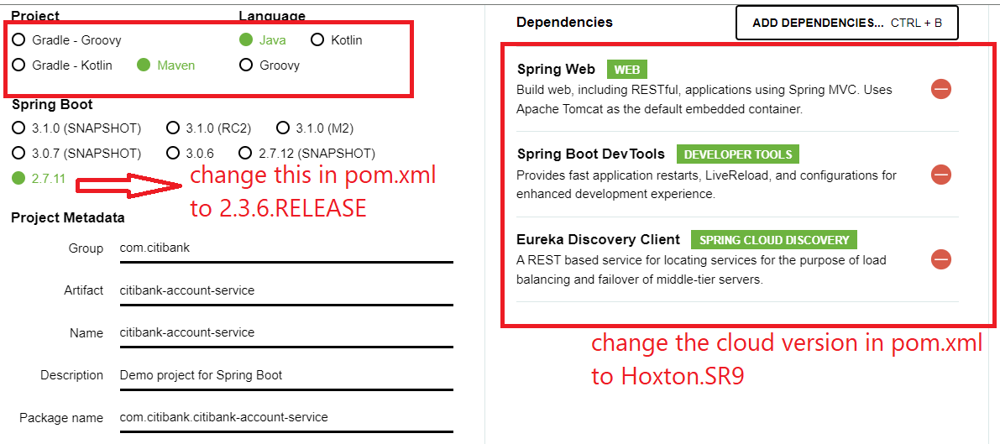 Project
Language
Gradle - Groovy
Java
Kotlin
Gradle - Kotlin
Maven
Groovy
Spring Boot
3.1.0 (SNAPSHOT)
3.1.0 (RC2)
3.1.0 (M2)
3.0.7 (SNAPSHOT)
3.0.6
2.7.12 (SNAPSHOT)
2.7.11
change this in pom.xml
to 2.3.6.RELEASE
Project Metadata
Group com.citibank
Artifact citibank-account-service
Name citibank-account-service
Description Demo project for Spring Boot
Package name com.citibank.citibank-account-service
Dependencies
ADD DEPENDENCIES... CTRL + B
Spring Web WEB
Build web, including RESTful, applications using Spring MVC. Uses
Apache Tomcat as the default embedded container.
Spring Boot DevTools DEVELOPER TOOLS
Provides fast application restarts, LiveReload, and configurations for
enhanced development experience.
Eureka Discovery Client SPRING CLOUD DISCOVERY
A REST based service for locating services for the purpose of load
balancing and failover of middle-tier servers.
change the cloud version in pom.xml
to Hoxton.SR9